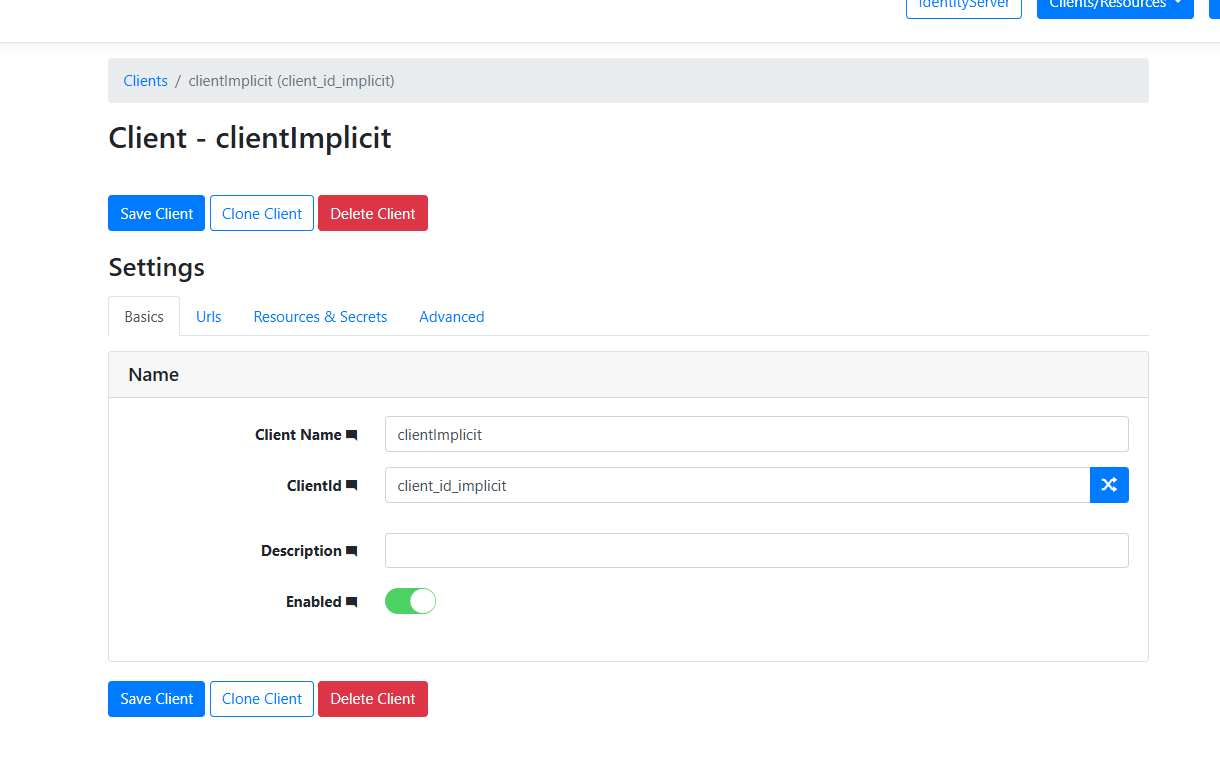 IdentityServer Clients/Resources
Clients / clientImplicit (client_id_implicit)
Client - clientImplicit
Save Client Clone Client Delete Client
Settings
Basics Urls Resources & Secrets Advanced
Name
Client Name clientImplicit
ClientId client_id_implicit
Description
Enabled
Save Client Clone Client Delete Client